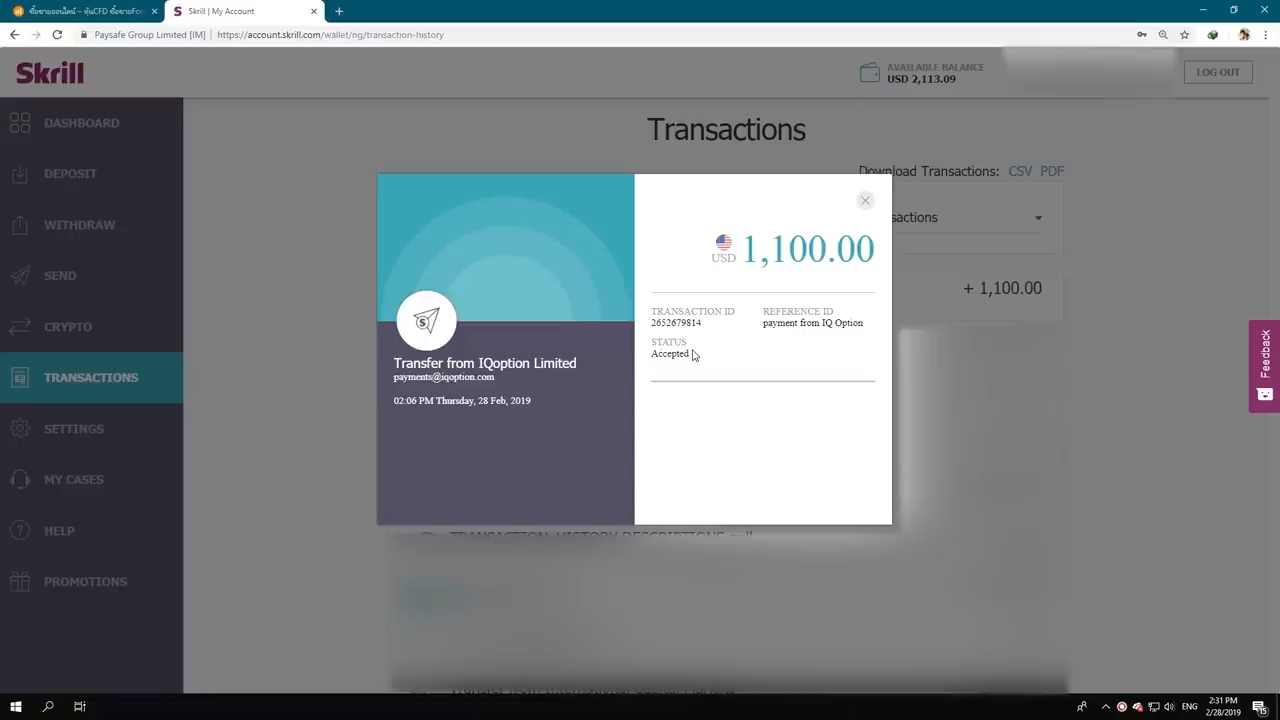 ซื้อขายออนไลน์ – หุ้นCFD ซื้อขายFor
Skrill | My Account
Paysafe Group Limited [IM]
https://account.skrill.com/wallet/ng/transaction-history
Skrill
AVAILABLE BALANCE
USD 2,113.09
LOG OUT
DASHBOARD
DEPOSIT
WITHDRAW
SEND
CRYPTO
TRANSACTIONS
SETTINGS
MY CASES
HELP
PROMOTIONS
Transactions
Download Transactions: CSV PDF
sactions
+ 1,100.00
USD 1,100.00
TRANSACTION ID
2652679814
REFERENCE ID
payment from IQ Option
STATUS
Accepted
Transfer from IQoption Limited
payments@iqoption.com
02:06 PM Thursday, 28 Feb, 2019
Feedback
ENG
2:31 PM
2/28/2019
15